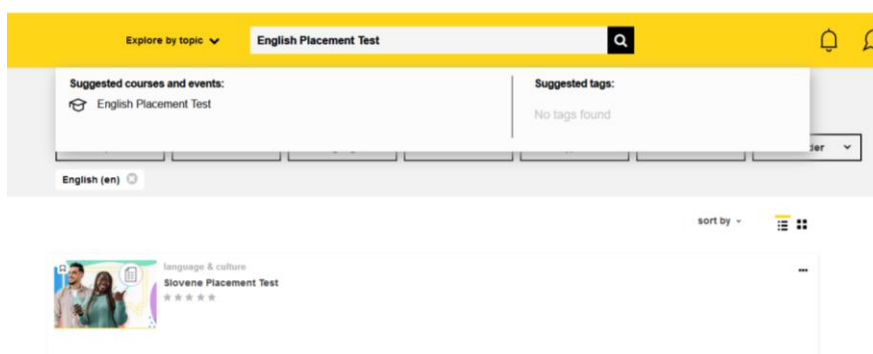 Explore by topic
English Placement Test
Suggested courses and events:
English Placement Test
Suggested tags:
No tags found
English (en)
sort by
language & culture
Slovene Placement Test